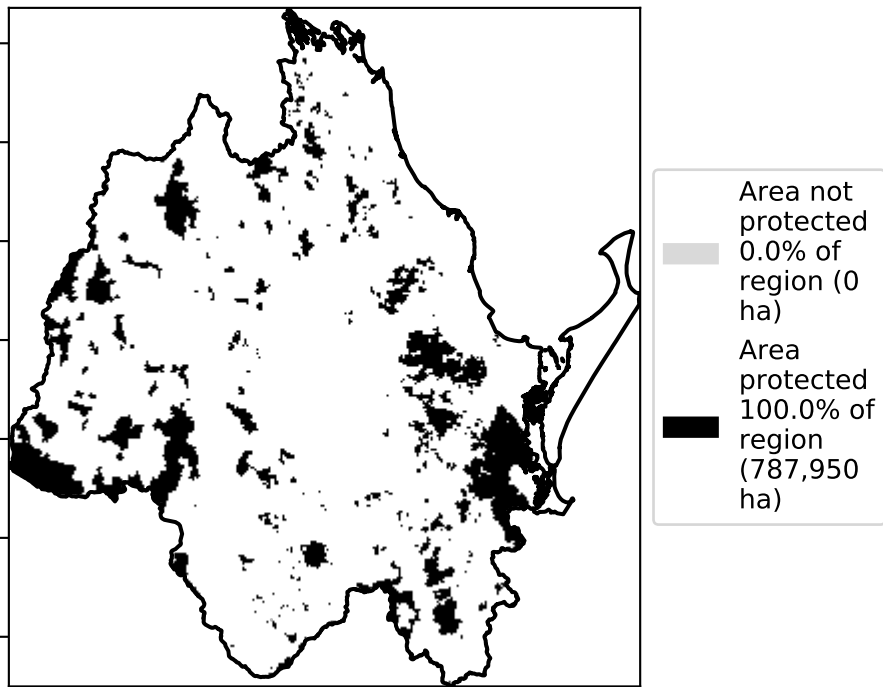 Area not
protected
0.0% of
region (0
ha)
Area
protected
100.0% of
region
(787,950
ha)